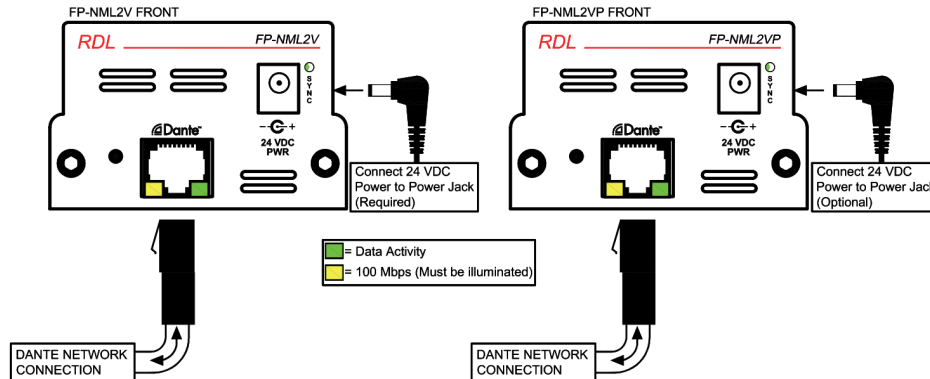 FP-NML2V FRONT
RDL
FP-NML2V
SYNC
Dante™
- +
24 VDC
PWR
Connect 24 VDC
Power to Power Jack
(Required)
DANTE NETWORK
CONNECTION
= Data Activity
= 100 Mbps (Must be illuminated)
FP-NML2VP FRONT
RDL
FP-NML2VP
SYNC
Dante™
- +
24 VDC
PWR
Connect 24 VDC
Power to Power Jack
(Optional)
DANTE NETWORK
CONNECTION